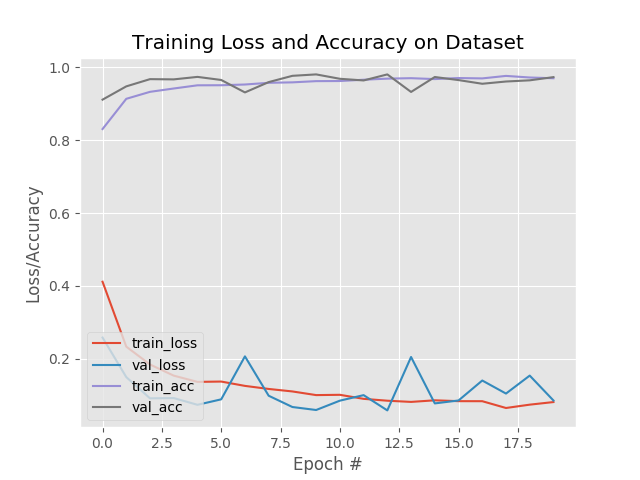 Training Loss and Accuracy on Dataset
1.0
0.8
0.6
0.4
0.2
Loss/Accuracy
train_loss
val_loss
train_acc
val_acc
0.0 2.5 5.0 7.5 10.0 12.5 15.0 17.5
Epoch #